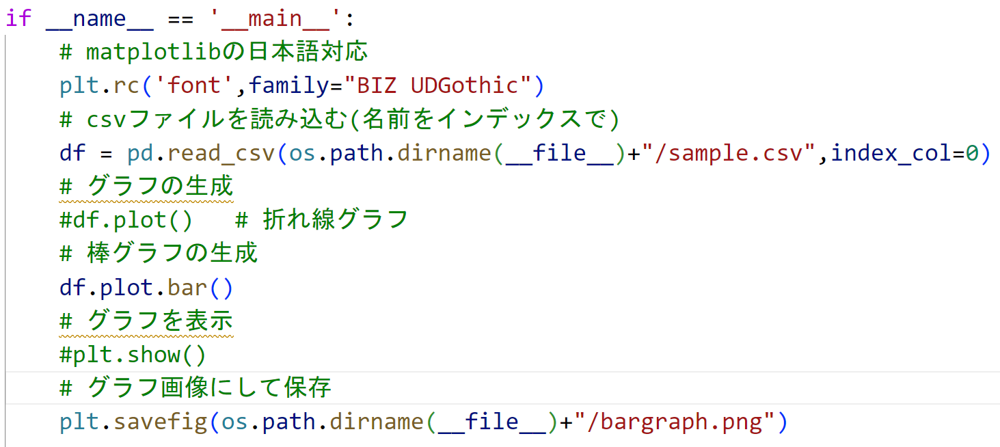 if __name__ == '__main__':
# matplotlibの日本語対応
plt.rc('font',family="BIZ UDGothic")
# csvファイルを読み込む(名前をインデックスで)
df = pd.read_csv(os.path.dirname(__file__)+"/sample.csv",index_col=0)
# グラフの生成
#df.plot()   # 折れ線グラフ
# 棒グラフの生成
df.plot.bar()
# グラフを表示
#plt.show()
# グラフ画像にして保存
plt.savefig(os.path.dirname(__file__)+"/bargraph.png")